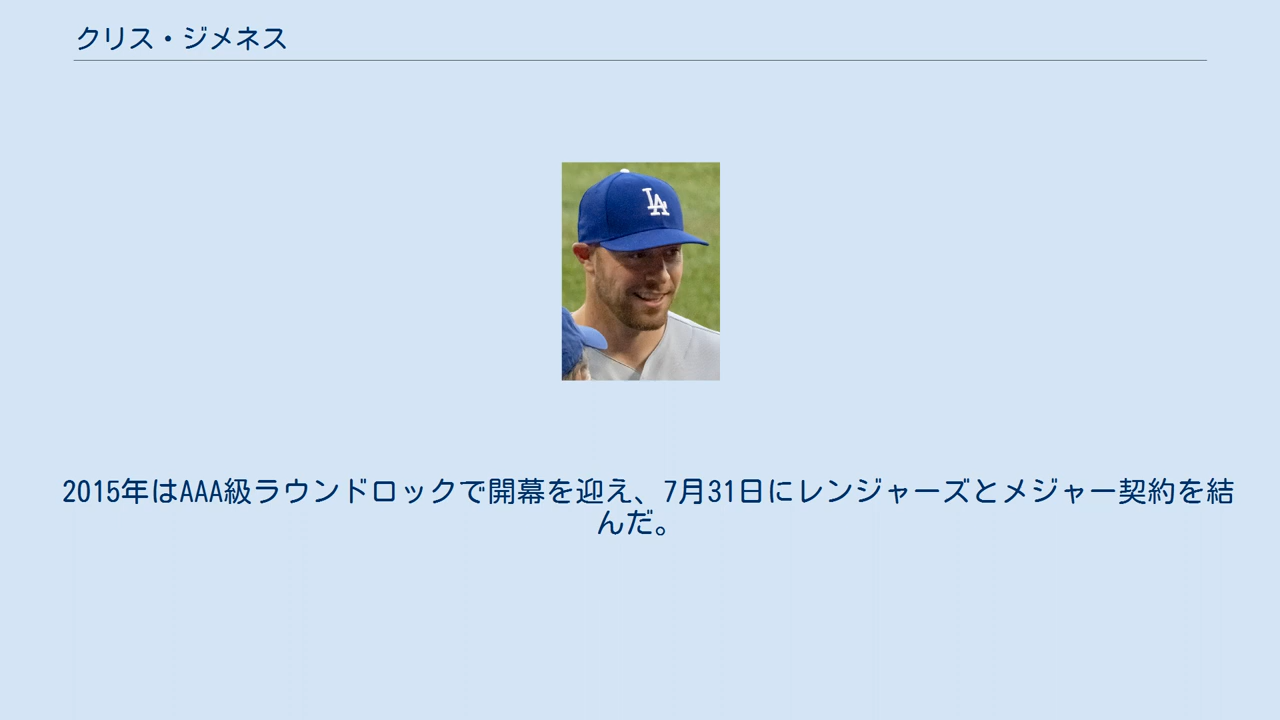 クリス・ジメネス
LA
2015年はAAA級ラウンドロックで開幕を迎え、7月31日にレンジャーズとメジャー契約を結
んだ。